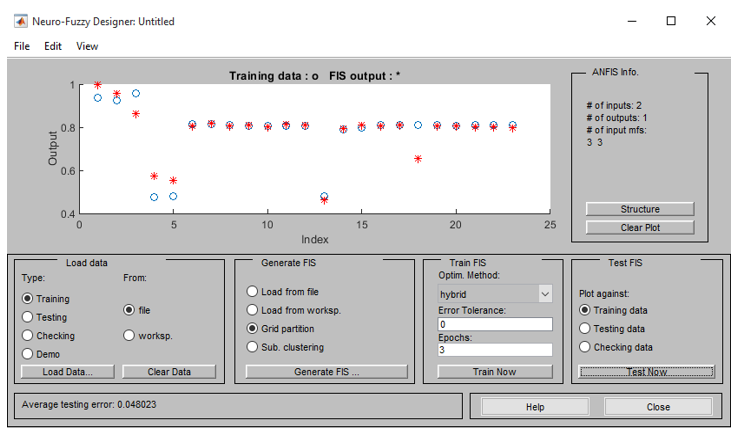 Neuro-Fuzzy Designer: Untitled
File Edit View
Training data : o FIS output : *
1
0.8
0.6
0.4
Output
0 5 10 15 20 25
Index
ANFIS Info.
# of inputs: 2
# of outputs: 1
# of input mfs:
3 3
Structure
Clear Plot
Load data
Type: From:
Training
Testing
Checking
Demo
file
worksp.
Load Data... Clear Data
Generate FIS
Load from file
Load from worksp.
Grid partition
Sub. clustering
Generate FIS ...
Train FIS
Optim. Method:
hybrid
Error Tolerance:
0
Epochs:
3
Train Now
Test FIS
Plot against:
Training data
Testing data
Checking data
Test Now
Average testing error: 0.048023
Help Close